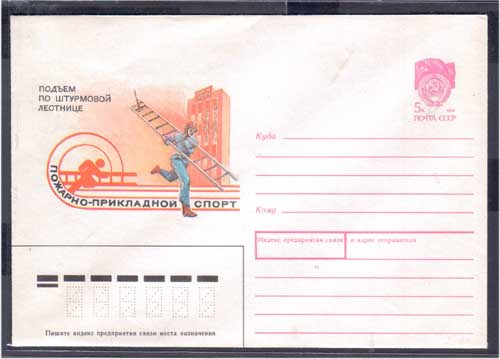 ПОДЪЕМ
ПО ШТУРМОВОЙ
ЛЕСТНИЦЕ
ПОЖАРНО-ПРИКЛАДНОЙ СПОРТ
5к
ПОЧТА СССР
Куда
Кому
Индекс предприятия связи и адрес отправителя
Пишите индекс предприятия связи места назначения